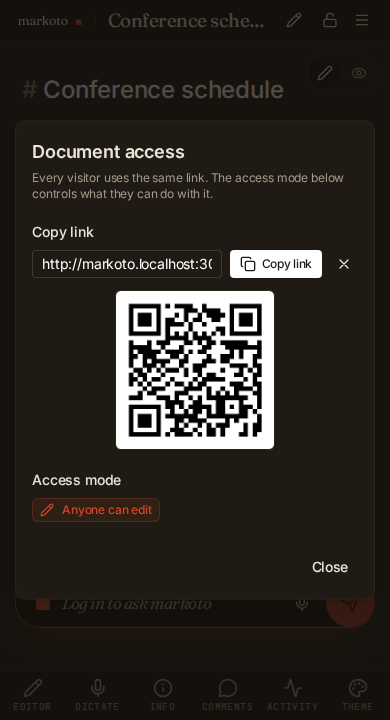 markoto
Conference sche...
# Conference schedule
Document access
Every visitor uses the same link. The access mode below
controls what they can do with it.
Copy link
http://markoto.localhost:30
Copy link
Access mode
Anyone can edit
Close
Log in to ask markoto
EDITOR
DICTATE
INFO
COMMENTS
ACTIVITY
THEME